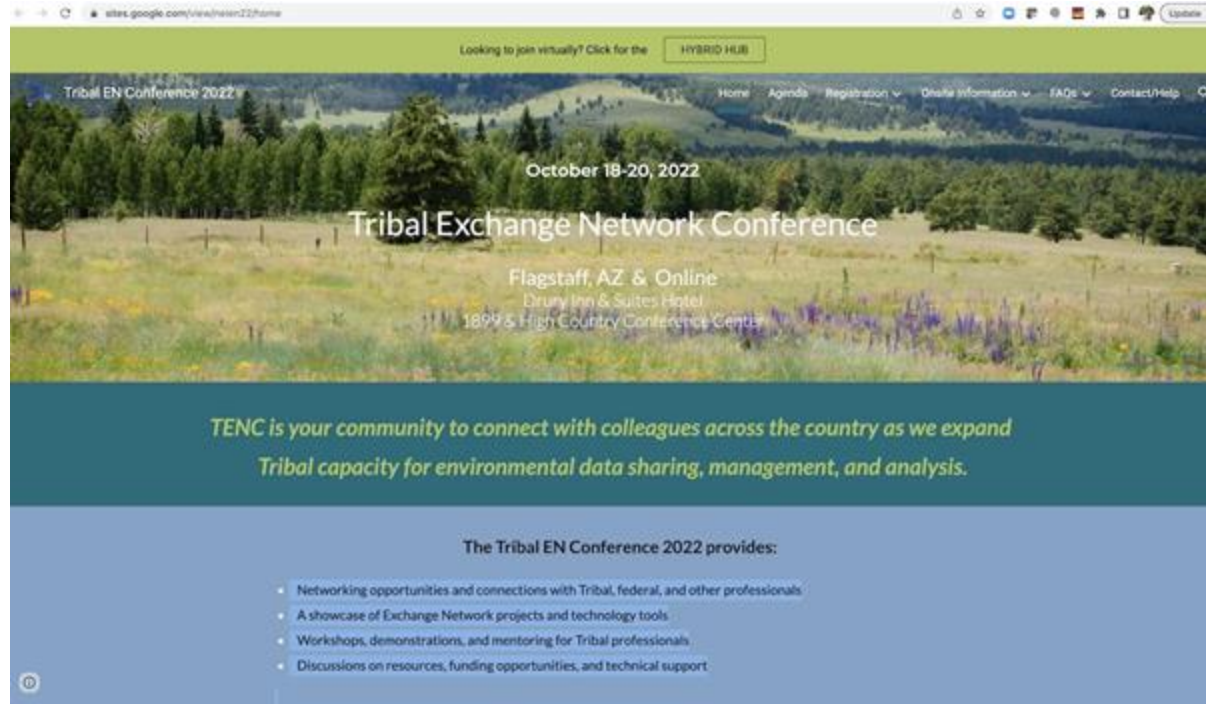 sites.google.com/view/neien22/home
Update
Looking to join virtually? Click for the HYBRID HUB
Tribal EN Conference 2022
Home Agenda Registration Onsite Information FAQs Contact/Help
October 18-20, 2022
Tribal Exchange Network Conference
Flagstaff, AZ & Online
Drury Inn & Suites Hotel
1899 & High Country Conference Center
TENC is your community to connect with colleagues across the country as we expand
Tribal capacity for environmental data sharing, management, and analysis.
The Tribal EN Conference 2022 provides:
Networking opportunities and connections with Tribal, federal, and other professionals
A showcase of Exchange Network projects and technology tools
Workshops, demonstrations, and mentoring for Tribal professionals
Discussions on resources, funding opportunities, and technical support